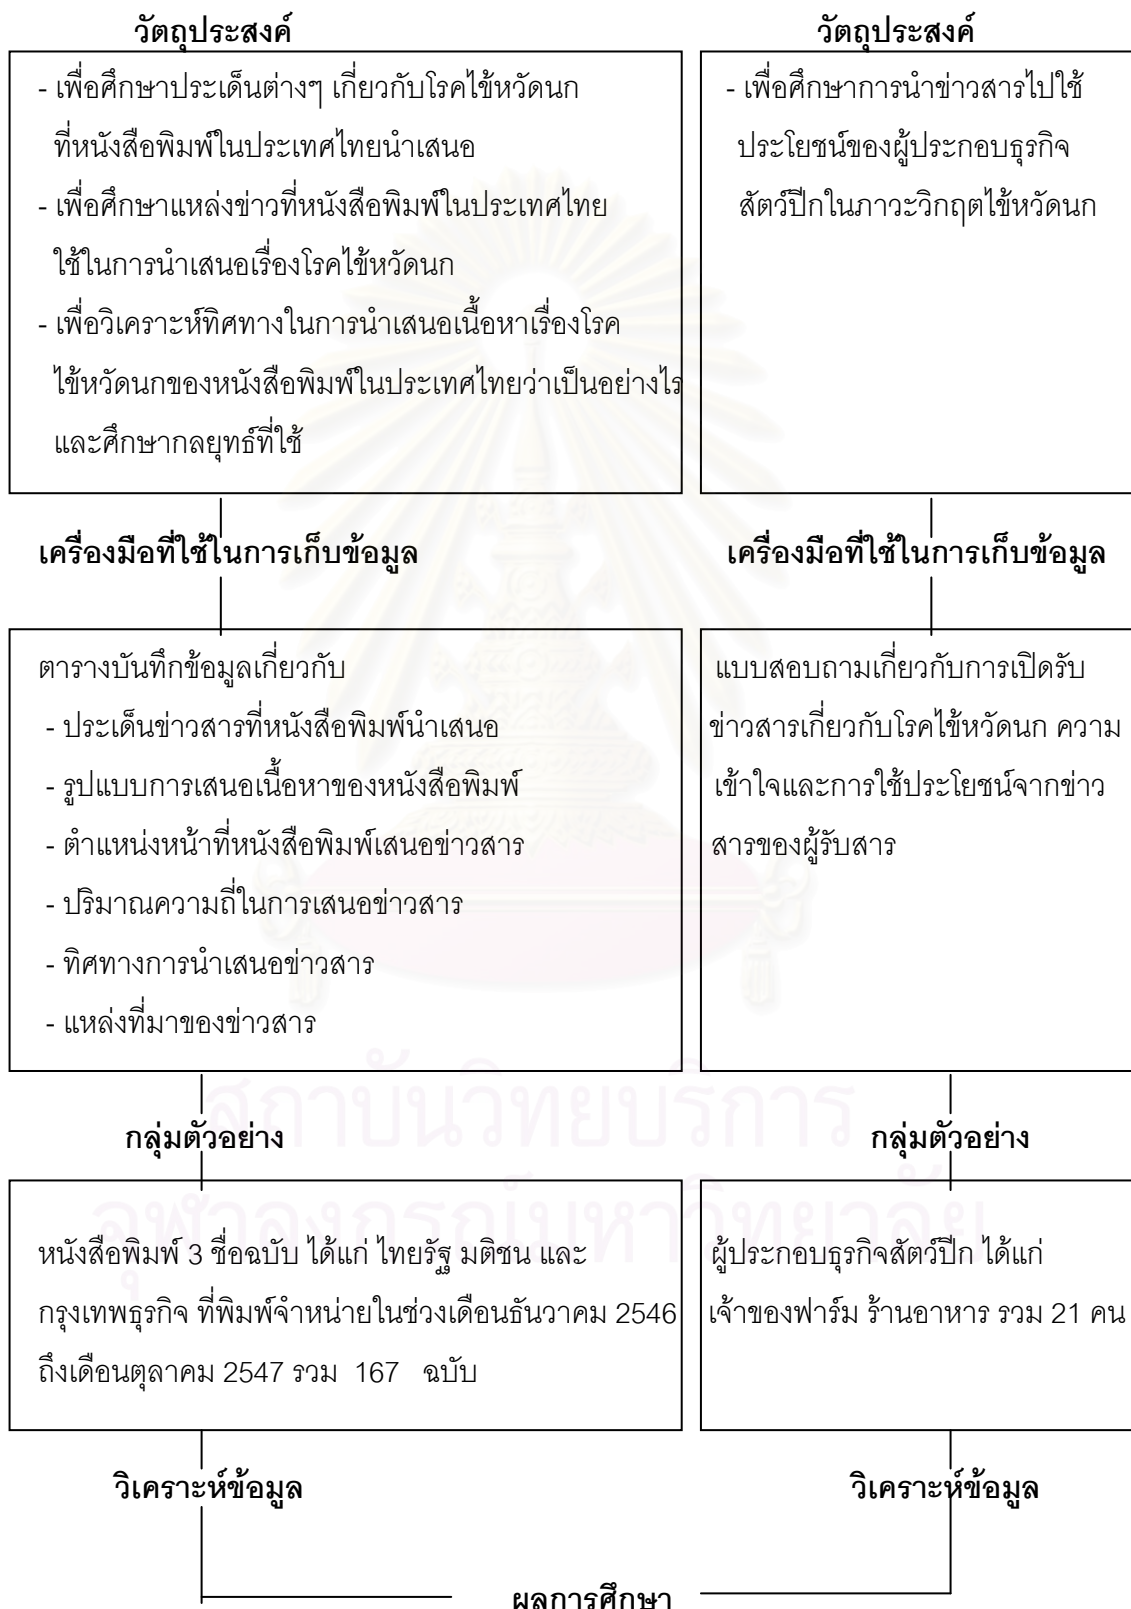 วัตถุประสงค์
- เพื่อศึกษาประเด็นต่างๆ เกี่ยวกับโรคไข้หวัดนก
ที่หนังสือพิมพ์ในประเทศไทยนำเสนอ
- เพื่อศึกษาแหล่งข่าวที่หนังสือพิมพ์ในประเทศไทย
ใช้ในการนำเสนอเรื่องโรคไข้หวัดนก
- เพื่อวิเคราะห์ทิศทางในการนำเสนอเนื้อหาเรื่องโรค
ไข้หวัดนกของหนังสือพิมพ์ในประเทศไทยว่าเป็นอย่างไร
และศึกษากลยุทธ์ที่ใช้
วัตถุประสงค์
- เพื่อศึกษาการนำข่าวสารไปใช้
ประโยชน์ของผู้ประกอบธุรกิจ
สัตว์ปีกในภาวะวิกฤตไข้หวัดนก
เครื่องมือที่ใช้ในการเก็บข้อมูล
ตารางบันทึกข้อมูลเกี่ยวกับ
- ประเด็นข่าวสารที่หนังสือพิมพ์นำเสนอ
- รูปแบบการเสนอเนื้อหาของหนังสือพิมพ์
- ตำแหน่งหน้าที่หนังสือพิมพ์เสนอข่าวสาร
- ปริมาณความถี่ในการเสนอข่าวสาร
- ทิศทางการนำเสนอข่าวสาร
- แหล่งที่มาของข่าวสาร
เครื่องมือที่ใช้ในการเก็บข้อมูล
แบบสอบถามเกี่ยวกับการเปิดรับ
ข่าวสารเกี่ยวกับโรคไข้หวัดนก ความ
เข้าใจและการใช้ประโยชน์จากข่าว
สารของผู้รับสาร
สถาบันวิทยบริการ
จุฬาลงกรณ์มหาวิทยาลัย
กลุ่มตัวอย่าง
หนังสือพิมพ์ 3 ชื่อฉบับ ได้แก่ ไทยรัฐ มติชน และ
กรุงเทพธุรกิจ ที่พิมพ์จำหน่ายในช่วงเดือนธันวาคม 2546
ถึงเดือนตุลาคม 2547 รวม 167 ฉบับ
กลุ่มตัวอย่าง
ผู้ประกอบธุรกิจสัตว์ปีก ได้แก่
เจ้าของฟาร์ม ร้านอาหาร รวม 21 คน
วิเคราะห์ข้อมูล
วิเคราะห์ข้อมูล
ผลการศึกษา